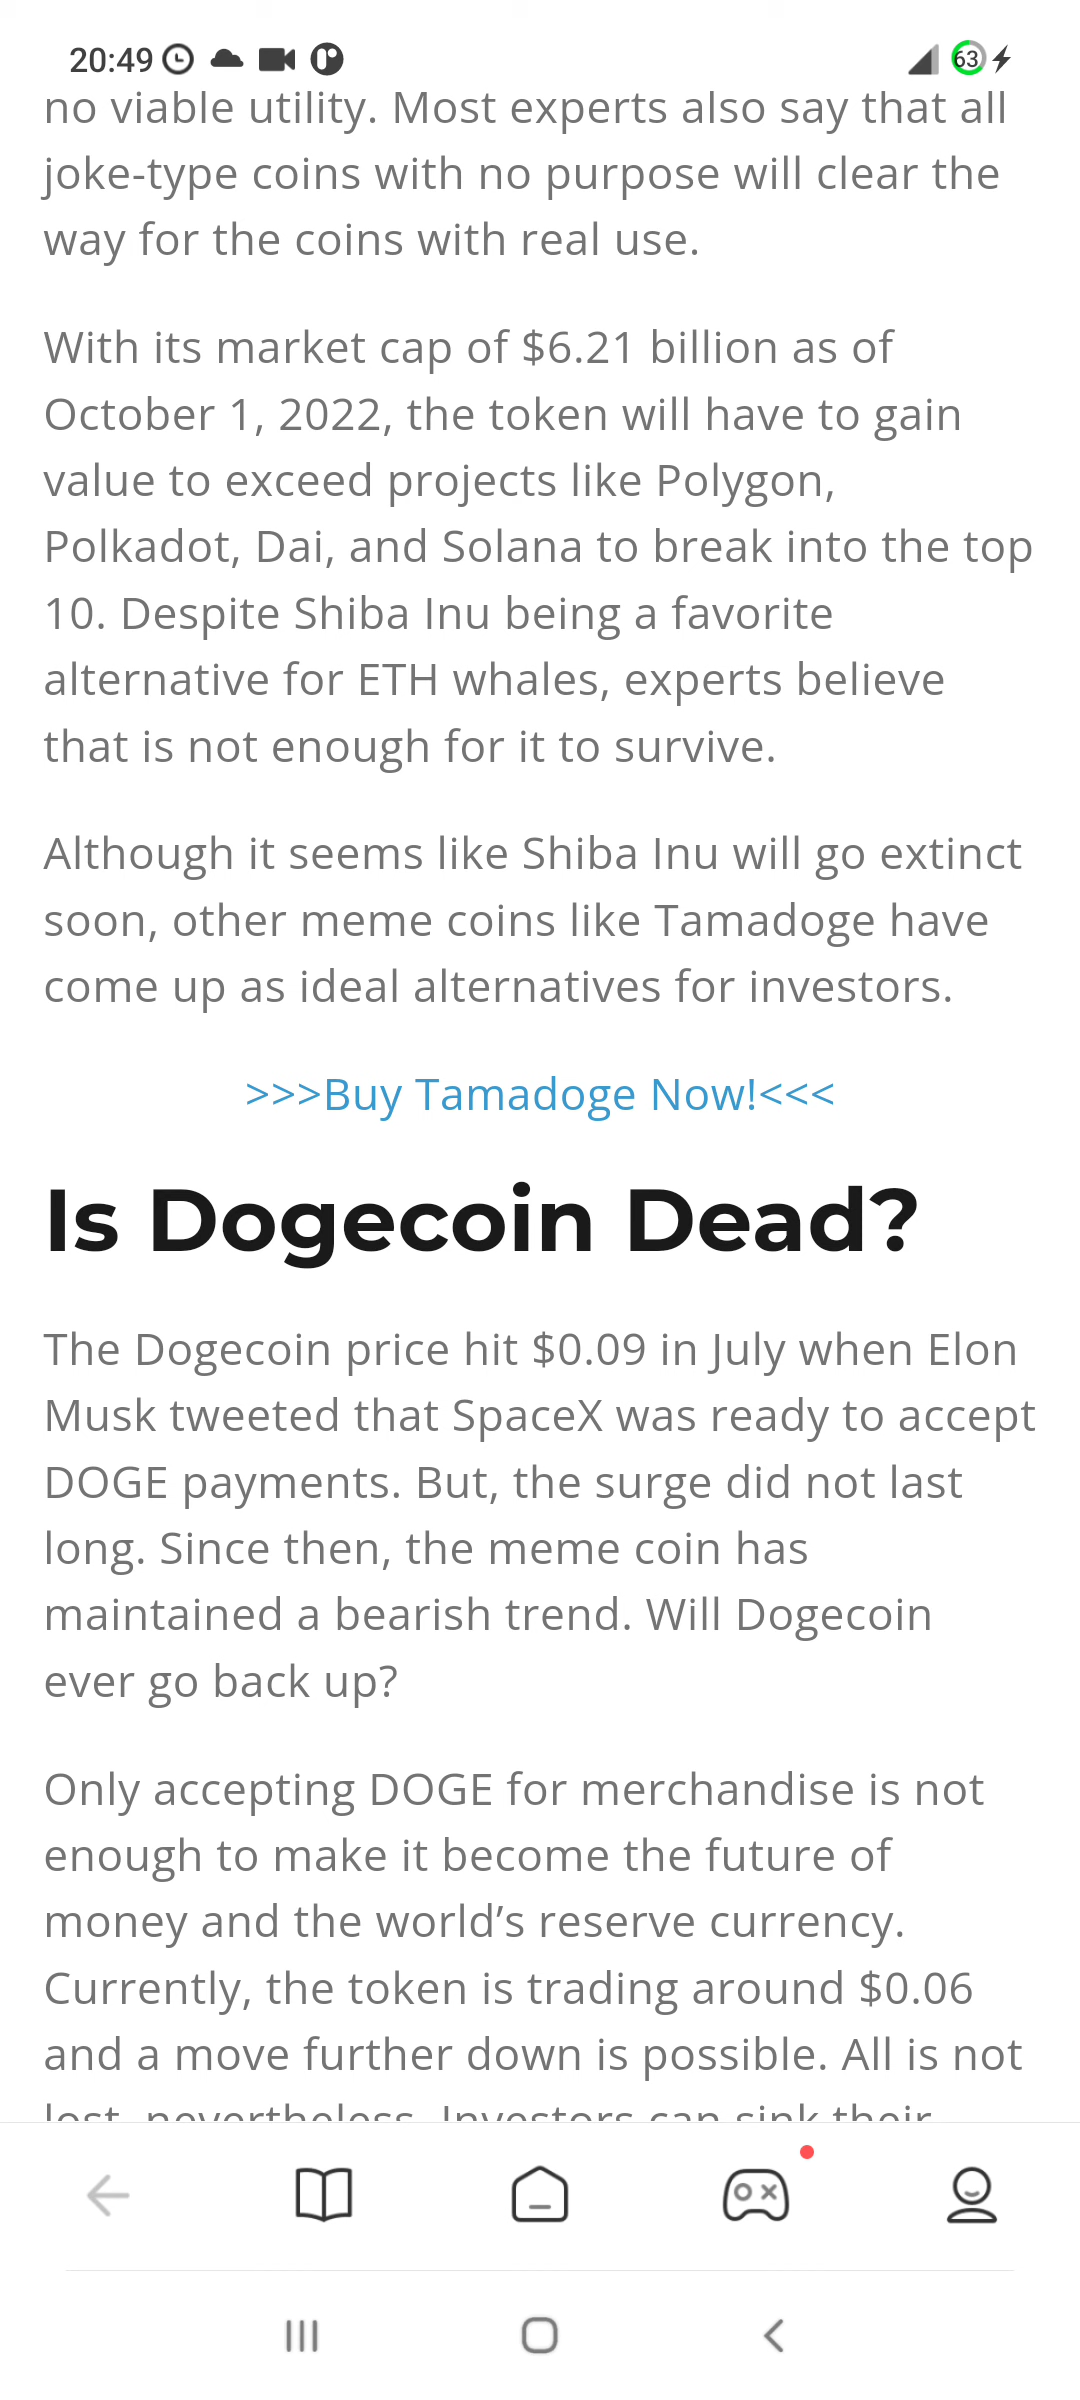 20:49
63
no viable utility. Most experts also say that all
joke-type coins with no purpose will clear the
way for the coins with real use.
With its market cap of $6.21 billion as of
October 1, 2022, the token will have to gain
value to exceed projects like Polygon,
Polkadot, Dai, and Solana to break into the top
10. Despite Shiba Inu being a favorite
alternative for ETH whales, experts believe
that is not enough for it to survive.
Although it seems like Shiba Inu will go extinct
soon, other meme coins like Tamadoge have
come up as ideal alternatives for investors.
>>>Buy Tamadoge Now!<<<
Is Dogecoin Dead?
The Dogecoin price hit $0.09 in July when Elon
Musk tweeted that SpaceX was ready to accept
DOGE payments. But, the surge did not last
long. Since then, the meme coin has
maintained a bearish trend. Will Dogecoin
ever go back up?
Only accepting DOGE for merchandise is not
enough to make it become the future of
money and the world’s reserve currency.
Currently, the token is trading around $0.06
and a move further down is possible. All is not
lost, nevertheless. Investors can sink their